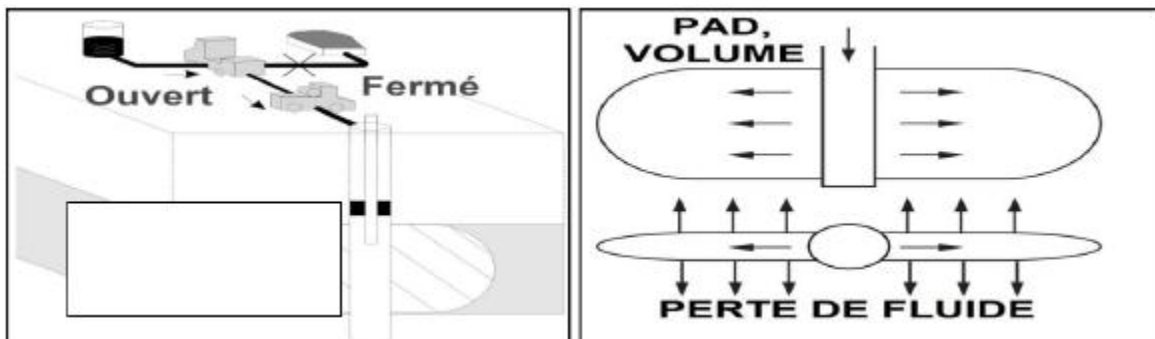 Ouvert
Fermé
PAD,
VOLUME
PERTE DE FLUIDE